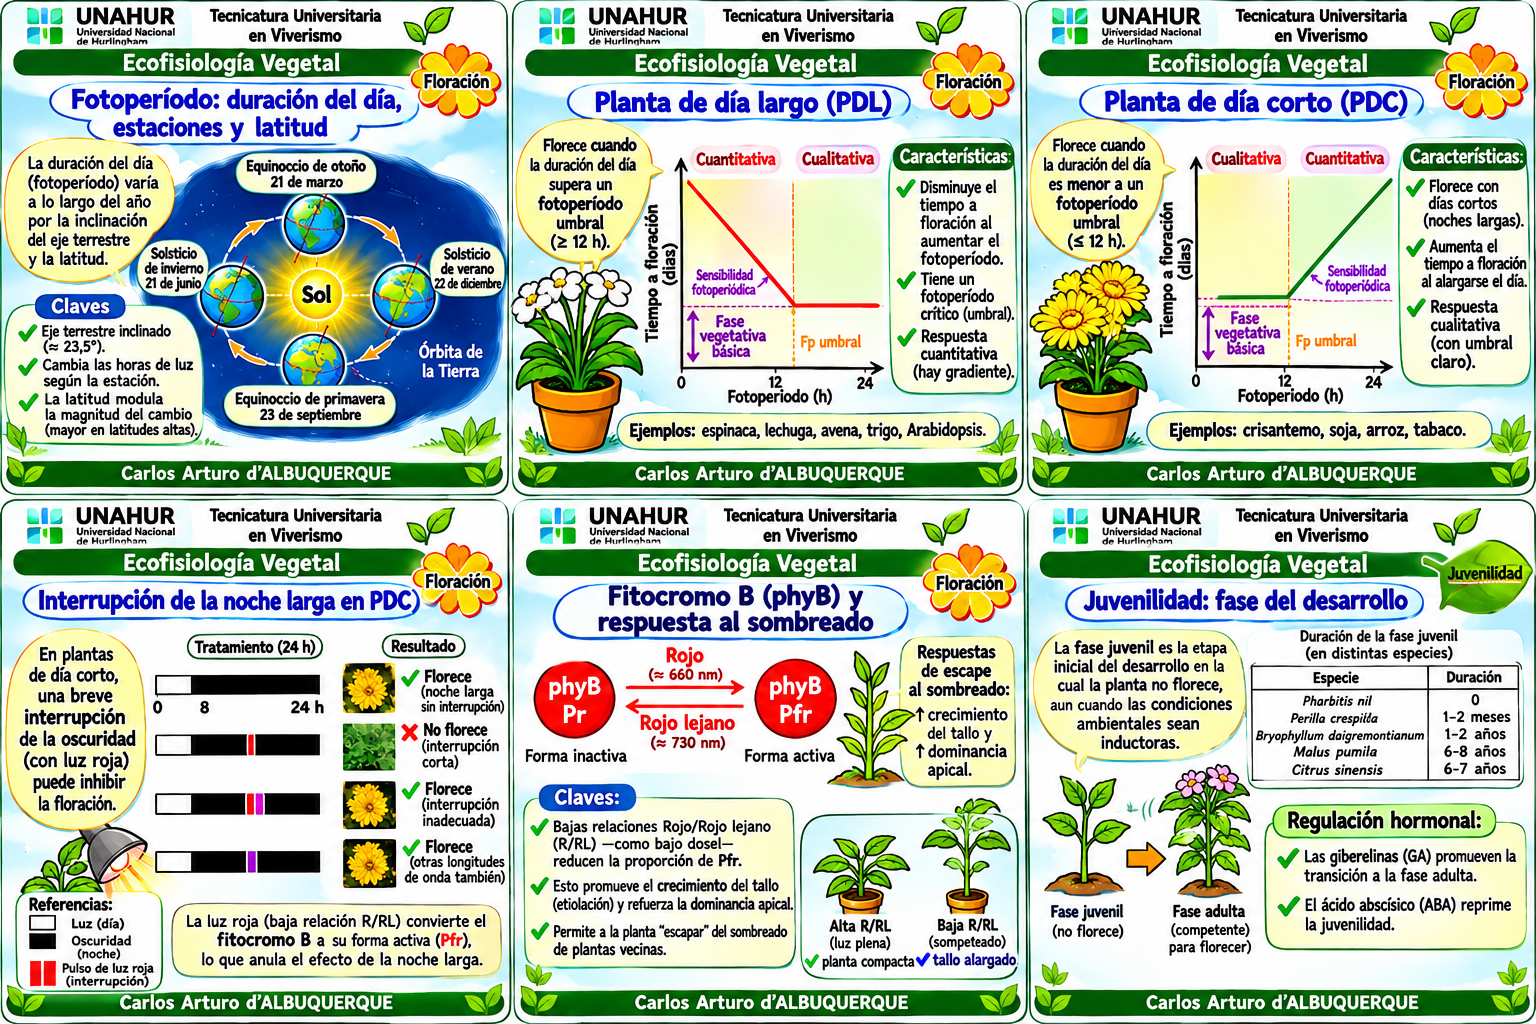 UNAHUR
Universidad Nacional
de Hurlingham
Tecnicatura Universitaria
en Viverismo
Ecofisiología Vegetal
Floración
Fotoperíodo: duración del día,
estaciones y latitud
La duración del día
(fotoperíodo) varía
a lo largo del año
por la inclinación
del eje terrestre
y la latitud.
Equinoccio de otoño
21 de marzo
Solsticio
de invierno
21 de junio
Sol
Solsticio
de verano
22 de diciembre
Equinoccio de primavera
23 de septiembre
Órbita de
la Tierra
Claves
Eje terrestre inclinado
(≈ 23,5°).
Cambia las horas de luz
según la estación.
La latitud modula
la magnitud del cambio
(mayor en latitudes altas).
Carlos Arturo d'ALBUQUERQUE
UNAHUR
Universidad Nacional
de Hurlingham
Tecnicatura Universitaria
en Viverismo
Ecofisiología Vegetal
Floración
Planta de día largo (PDL)
Florece cuando
la duración del día
supera un
fotoperíodo
umbral
(≥ 12 h).
Cuantitativa
Cualitativa
Tiempo a floración
(días)
Sensibilidad
fotoperiódica
Fase
vegetativa
básica
Fp umbral
0
12
24
Fotoperiodo (h)
Características:
Disminuye el
tiempo a
floración al
aumentar el
fotoperíodo.
Tiene un
fotoperíodo
crítico (umbral).
Respuesta
cuantitativa
(hay gradiente).
Ejemplos: espinaca, lechuga, avena, trigo, Arabidopsis.
Carlos Arturo d'ALBUQUERQUE
UNAHUR
Universidad Nacional
de Hurlingham
Tecnicatura Universitaria
en Viverismo
Ecofisiología Vegetal
Floración
Planta de día corto (PDC)
Florece cuando
la duración del día
es menor a un
fotoperíodo
umbral
(≤ 12 h).
Cualitativa
Cuantitativa
Tiempo a floración
(días)
Sensibilidad
fotoperiódica
Fase
vegetativa
básica
Fp umbral
0
12
24
Fotoperiodo (h)
Características:
Florece con
días cortos
(noches largas).
Aumenta el
tiempo a floración
al alargarse el día.
Respuesta
cualitativa
(con umbral
claro).
Ejemplos: crisantemo, soja, arroz, tabaco.
Carlos Arturo d'ALBUQUERQUE
UNAHUR
Universidad Nacional
de Hurlingham
Tecnicatura Universitaria
en Viverismo
Ecofisiología Vegetal
Floración
Interrupción de la noche larga en PDC
En plantas
de día corto,
una breve
interrupción
de la oscuridad
(con luz roja)
puede inhibir
la floración.
Tratamiento (24 h)
Resultado
0
8
24 h
Florece
(noche larga
sin interrupción)
No florece
(interrupción
corta)
Florece
(interrupción
inadecuada)
Florece
(otras longitudes
de onda también)
Referencias:
Luz (día)
Oscuridad
(noche)
Pulso de luz roja
(interrupción)
La luz roja (baja relación R/RL) convierte el
fitocromo B a su forma activa (Pfr),
lo que anula el efecto de la noche larga.
Carlos Arturo d'ALBUQUERQUE
UNAHUR
Universidad Nacional
de Hurlingham
Tecnicatura Universitaria
en Viverismo
Ecofisiología Vegetal
Floración
Fitocromo B (phyB) y
respuesta al sombreado
phyB
Pr
Forma inactiva
Rojo
(≈ 660 nm)
Rojo lejano
(≈ 730 nm)
phyB
Pfr
Forma activa
Respuestas
de escape
al sombreado:
↑ crecimiento
del tallo y
↑ dominancia
apical.
Claves:
Bajas relaciones Rojo/Rojo lejano
(R/RL) —como bajo dosel—
reducen la proporción de Pfr.
Esto promueve el crecimiento del tallo
(etiolación) y refuerza la dominancia apical.
Permite a la planta "escapar" del sombreado
de plantas vecinas.
Alta R/RL
(luz plena)
planta compacta
Baja R/RL
(sompeteado)
tallo alargado
Carlos Arturo d'ALBUQUERQUE
UNAHUR
Universidad Nacional
de Hurlingham
Tecnicatura Universitaria
en Viverismo
Ecofisiología Vegetal
Juvenilidad
Juvenilidad: fase del desarrollo
La fase juvenil es la etapa
inicial del desarrollo en la
cual la planta no florece,
aun cuando las condiciones
ambientales sean
inductoras.
Duración de la fase juvenil
(en distintas especies)
Especie Duración
Pharbitis nil 0
Perilla crespilla 1-2 meses
Bryophyllum daigremontianum 1-2 años
Malus pumila 6-8 años
Citrus sinensis 6-7 años
Fase juvenil
(no florece)
Fase adulta
(competente)
para florecer)
Regulación hormonal:
Las giberelinas (GA) promueven la
transición a la fase adulta.
El ácido abscísico (ABA) reprime
la juvenilidad.
Carlos Arturo d'ALBUQUERQUE